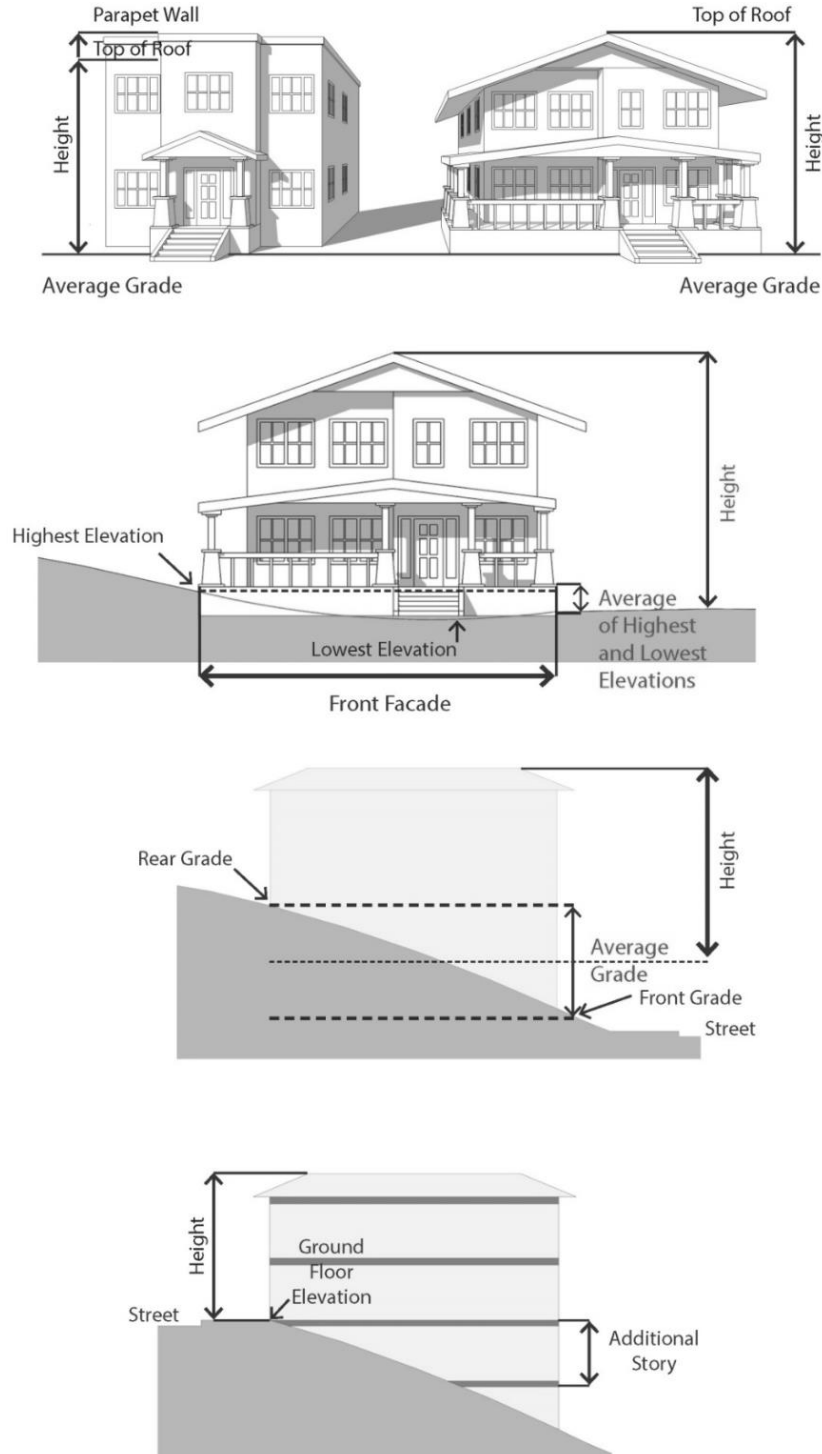 Parapet Wall
Top of Roof
Top of Roof
Height
Height
Average Grade
Average Grade
Highest Elevation
Height
Average
of Highest
and Lowest
Elevations
Lowest Elevation
Front Facade
Rear Grade
Height
Average
Grade
Front Grade
Street
Height
Ground
Floor
Elevation
Street
Additional
Story